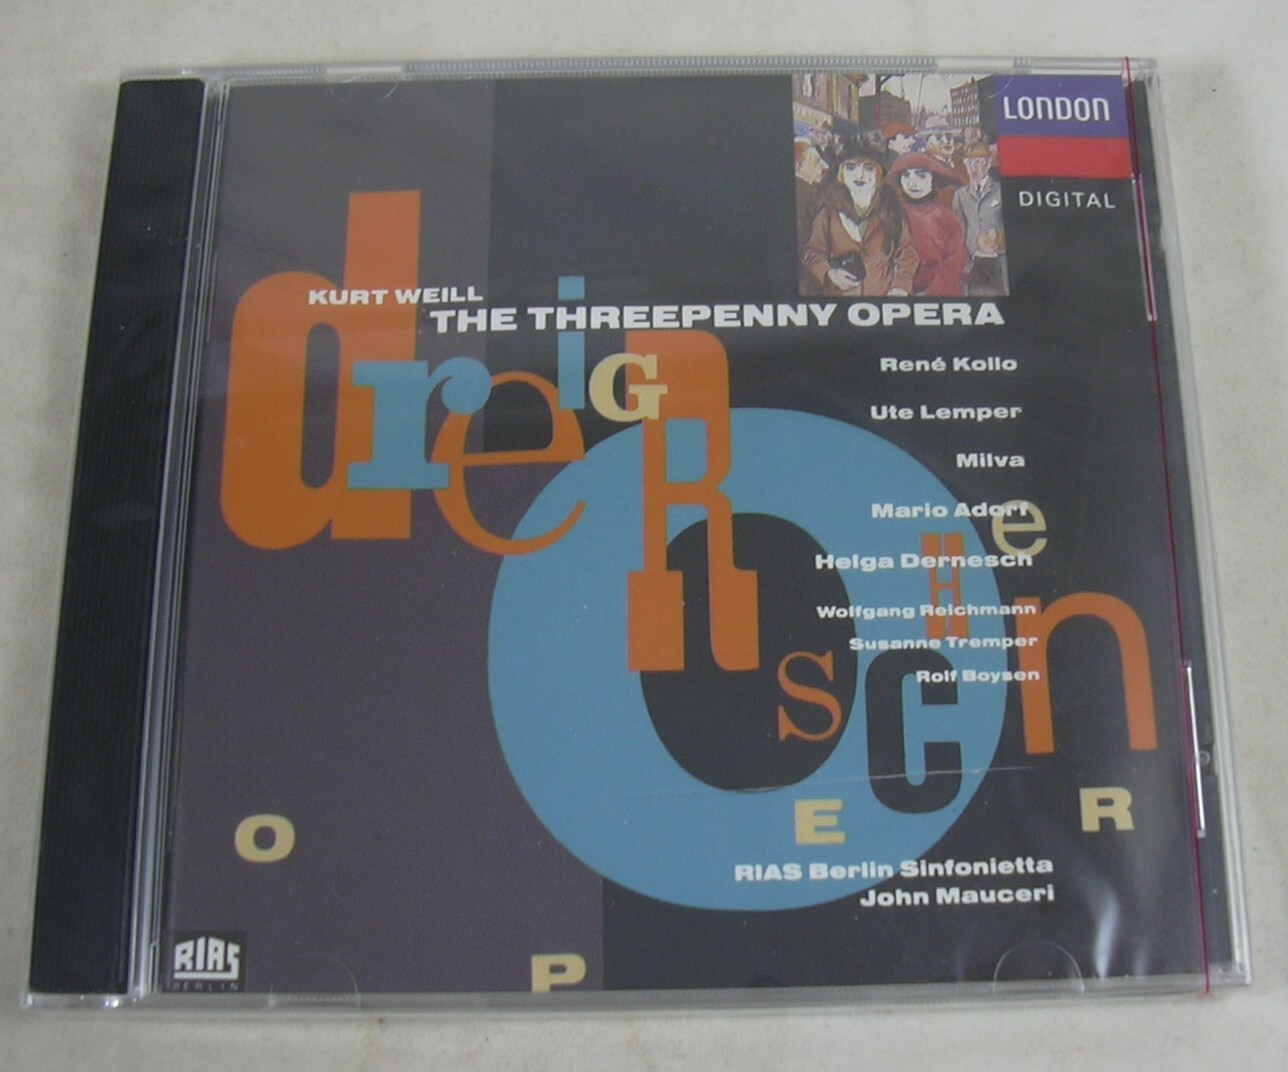 LONDON
DIGITAL
KURT WEILL
THE THREEPENNY OPERA
dreiGRoschen
OPER
René Kollo
Ute Lemper
Milva
Mario Adorf
Helga Dernesch
Wolfgang Reichmann
Susanne Tremper
Rolf Boysen
RIAS Berlin Sinfonietta
John Mauceri
RIAS
BERLIN